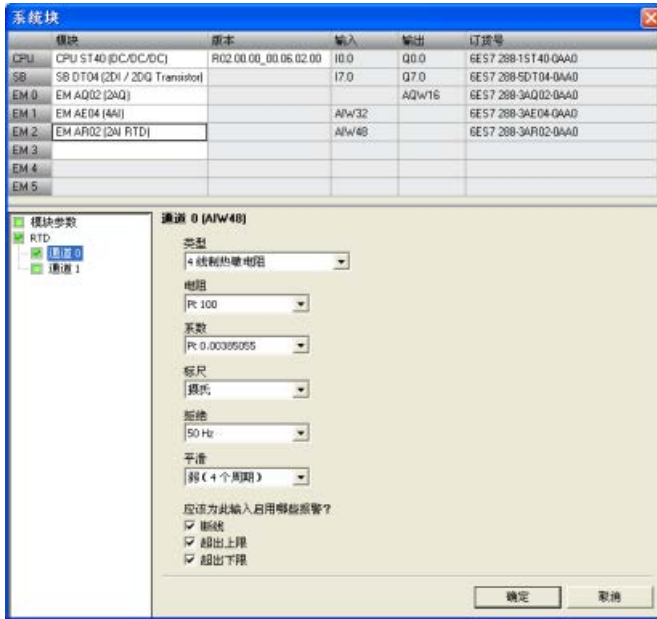 系统块
模块 版本 输入 输出 订货号
CPU CPU ST40 (DC/DC/DC) R02.00.00_00.06.02.00 I0.0 Q0.0 6ES7 288-1ST40-0AA0
SB SB DT04 (2DI / 2DQ Transistor) I7.0 Q7.0 6ES7 288-5DT04-0AA0
EM 0 EM AQ02 (2AQ) AQW16 6ES7 288-3AQ02-0AA0
EM 1 EM AE04 (4AI) AIW32 6ES7 288-3AE04-0AA0
EM 2 EM AR02 (2AI RTD) AIW48 6ES7 288-3AR02-0AA0
EM 3
EM 4
EM 5
模块参数
RTD
通道 0
通道 1
通道 0 (AIW48)
类型
4 线制热敏电阻
电阻
Pt 100
系数
Pt 0.00385055
标尺
摄氏
拒绝
50 Hz
平滑
弱(4 个周期)
应该为此输入启用哪些报警?
断线
超出上限
超出下限
确定 取消